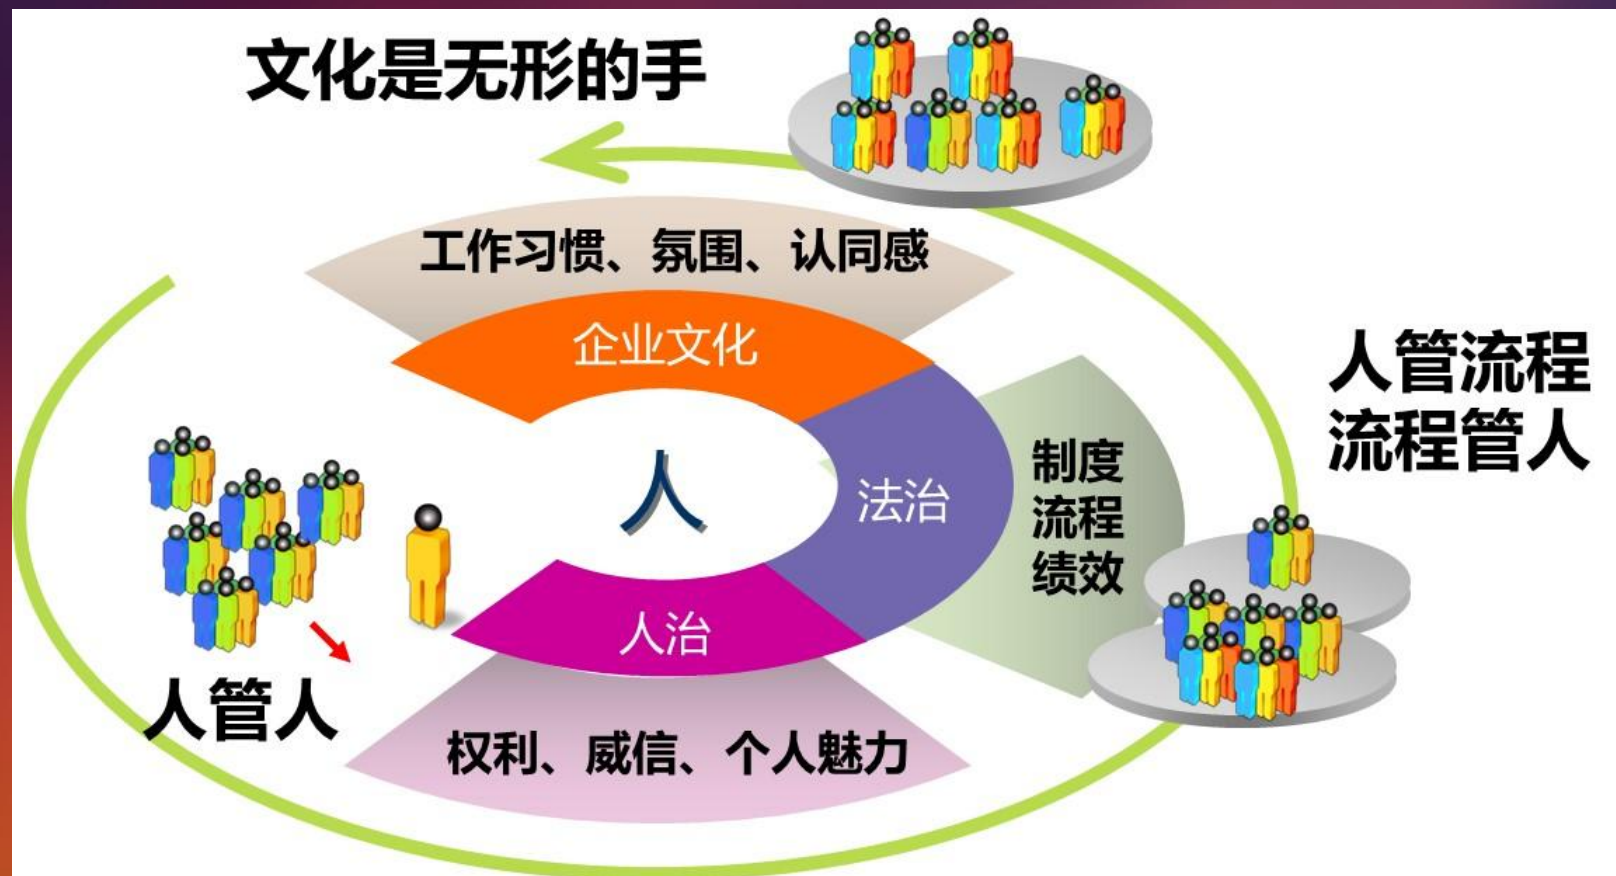 文化是无形的手
工作习惯、氛围、认同感
企业文化
人管流程
流程管人
制度
流程
绩效
法治
人
人治
人管人
权利、威信、个人魅力